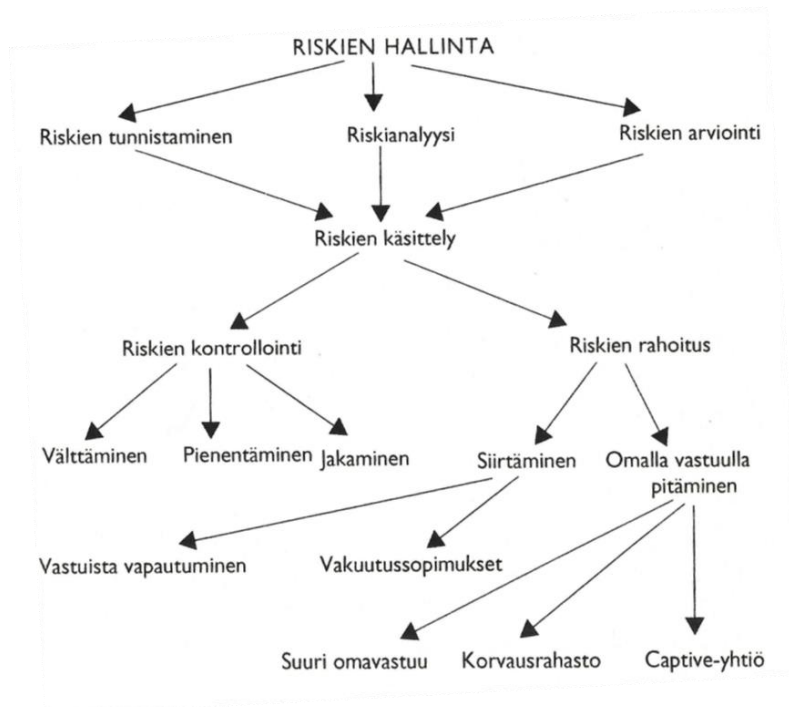 RISKIEN HALLINTA
Riskien tunnistaminen
Riskianalyysi
Riskien arviointi
Riskien käsittely
Riskien kontrollointi
Riskien rahoitus
Välttäminen
Pienentäminen
Jakaminen
Siirtäminen
Omalla vastuulla
pitäminen
Vastuista vapautuminen
Vakuutussopimukset
Suuri omavastuu
Korvausrahasto
Captive-yhtiö